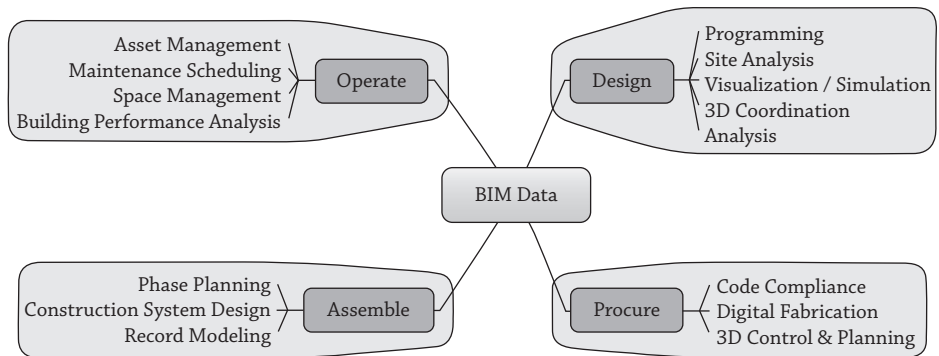 Asset Management
Maintenance Scheduling
Space Management
Building Performance Analysis
Operate
Design
Programming
Site Analysis
Visualization / Simulation
3D Coordination
Analysis
BIM Data
Phase Planning
Construction System Design
Record Modeling
Assemble
Procure
Code Compliance
Digital Fabrication
3D Control & Planning